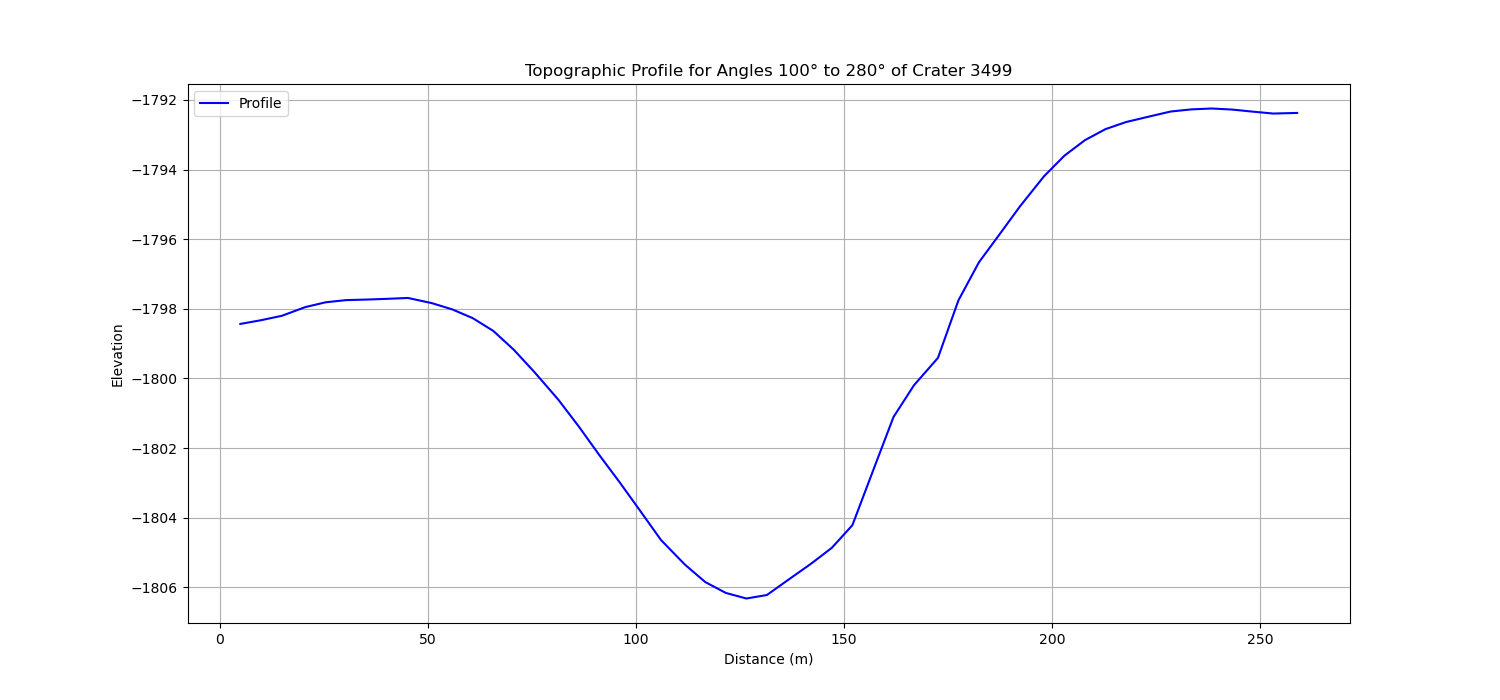 Topographic Profile for Angles 100° to 280° of Crater 3499
Profile
−1792
−1794
−1796
−1798
−1800
−1802
−1804
−1806
Elevation
0 50 100 150 200 250
Distance (m)